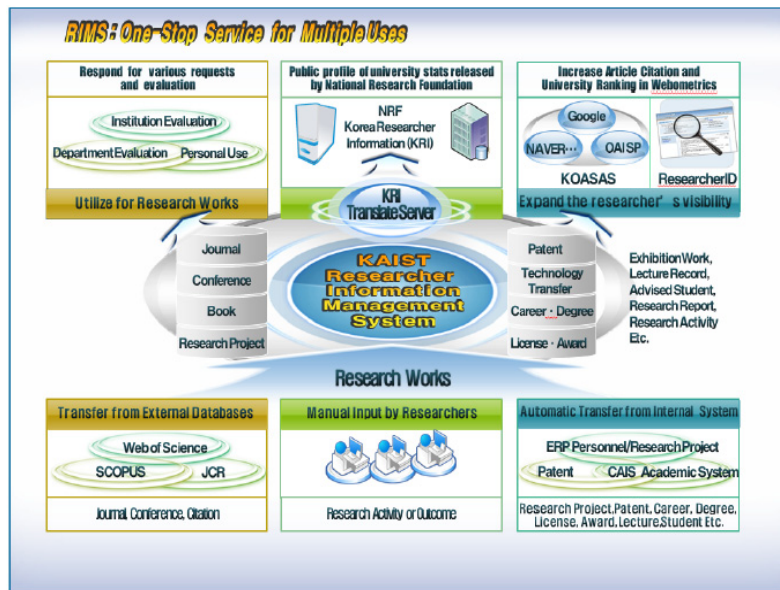 RIMS : One-Stop Service for Multiple Uses
Respond for various requests
and evaluation
Institution Evaluation
Department Evaluation
Personal Use
Utilize for Research Works
Public profile of university stats released
by National Research Foundation
NRF
Korea Researcher
Information (KRI)
KRI
Translate Server
Increase Article Citation and
University Ranking in Webometrics
Google
NAVER···
OAISP
KOASAS
ResearcherID
Expand the researcher' s visibility
Journal
Conference
Book
Research Project
KAIST
Researcher
Information
Management
System
Patent
Technology
Transfer
Career · Degree
License · Award
Exhibition Work,
Lecture Record,
Advised Student,
Research Report,
Research Activity
Etc.
Research Works
Transfer from External Databases
Web of Science
SCOPUS
JCR
Journal, Conference, Citation
Manual Input by Researchers
Research Activity or Outcome
Automatic Transfer from Internal System
ERP Personnel/Research Project
Patent
CAIS Academic System
Research Project,Patent, Career, Degree,
License, Award,Lecture,Student Etc.